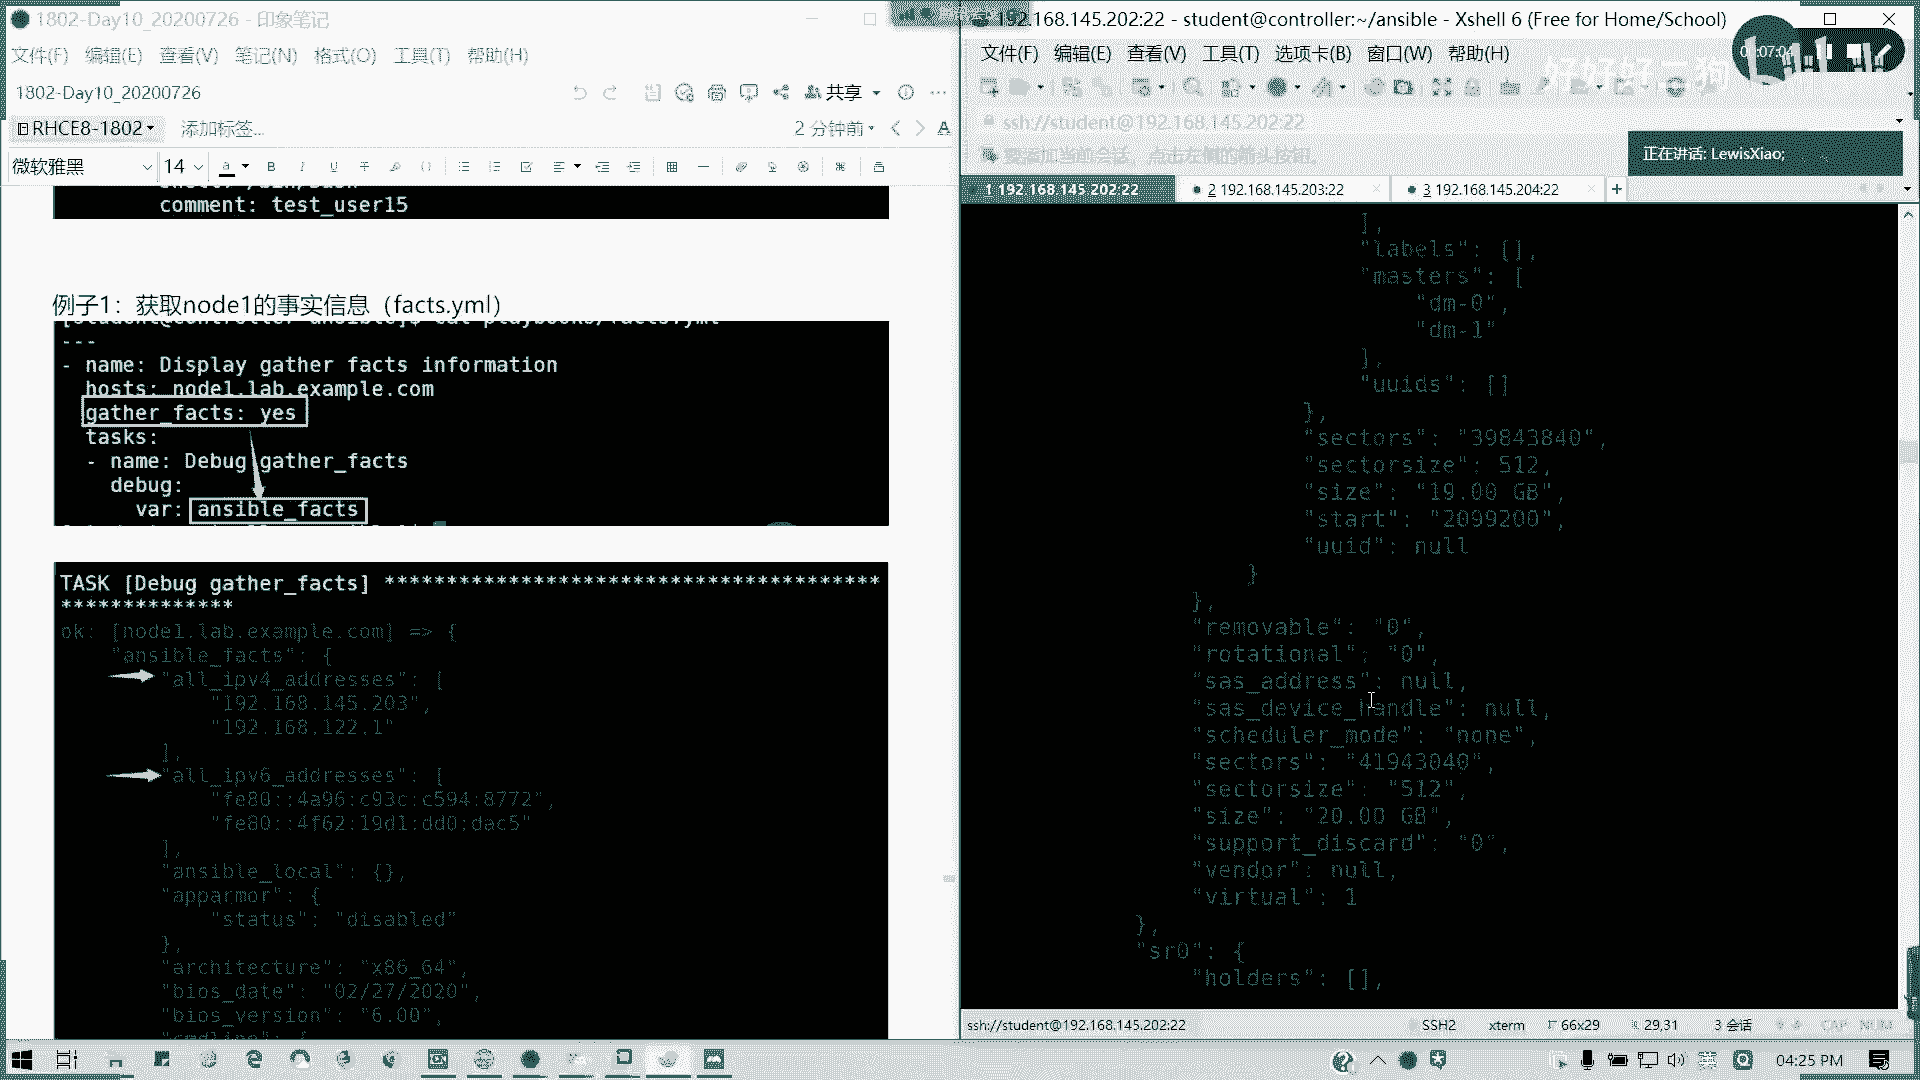 1802-Day10_20200726 - 印象笔记
文件(F) 编辑(E) 查看(V) 笔记(N) 格式(O) 工具(T) 帮助(H)
1802-Day10_20200726
共享
RHCE8-1802
添加标签...
2 分钟前
微软雅黑
14
comment: test_user15
例子1：获取node1的事实信息（facts.yml）
---
- name: Display gather facts information
hosts: node1.lab.example.com
gather_facts: yes
tasks:
- name: Debug gather_facts
debug:
var: ansible_facts
TASK [Debug gather_facts] ****************************************
**************
ok: [node1.lab.example.com] => {
"ansible_facts": {
"all_ipv4_addresses": [
"192.168.145.203",
"192.168.122.1"
],
"all_ipv6_addresses": [
"fe80::4a96:c93c:c594:8772",
"fe80::4f62:19d1:dd0:dac5"
],
"ansible_local": {},
"apparmor": {
"status": "disabled"
},
"architecture": "x86_64",
"bios_date": "02/27/2020",
"bios_version": "6.00",
"cmdline": {
192.168.145.202:22 - student@controller:~/ansible - Xshell 6 (Free for Home/School)
文件(F) 编辑(E) 查看(V) 工具(T) 选项卡(B) 窗口(W) 帮助(H)
ssh://student@192.168.145.202:22
要添加当前会话，点击左侧的箭头按钮。
正在讲话: LewisXiao;
1 192.168.145.202:22
2 192.168.145.203:22
3 192.168.145.204:22
],
"labels": [],
"masters": [
"dm-0",
"dm-1"
],
"uuids": []
},
"sectors": "39843840",
"sectorsize": 512,
"size": "19.00 GB",
"start": "2099200",
"uuid": null
}
},
"removable": "0",
"rotational": "0",
"sas_address": null,
"sas_device_handle": null,
"scheduler_mode": "none",
"sectors": "41943040",
"sectorsize": "512",
"size": "20.00 GB",
"support_discard": "0",
"vendor": null,
"virtual": 1
},
"sr0": {
"holders": [],
ssh://student@192.168.145.202:22
SSH2
xterm
66x29
29,31
3 会话
CAP NUM
04:25 PM